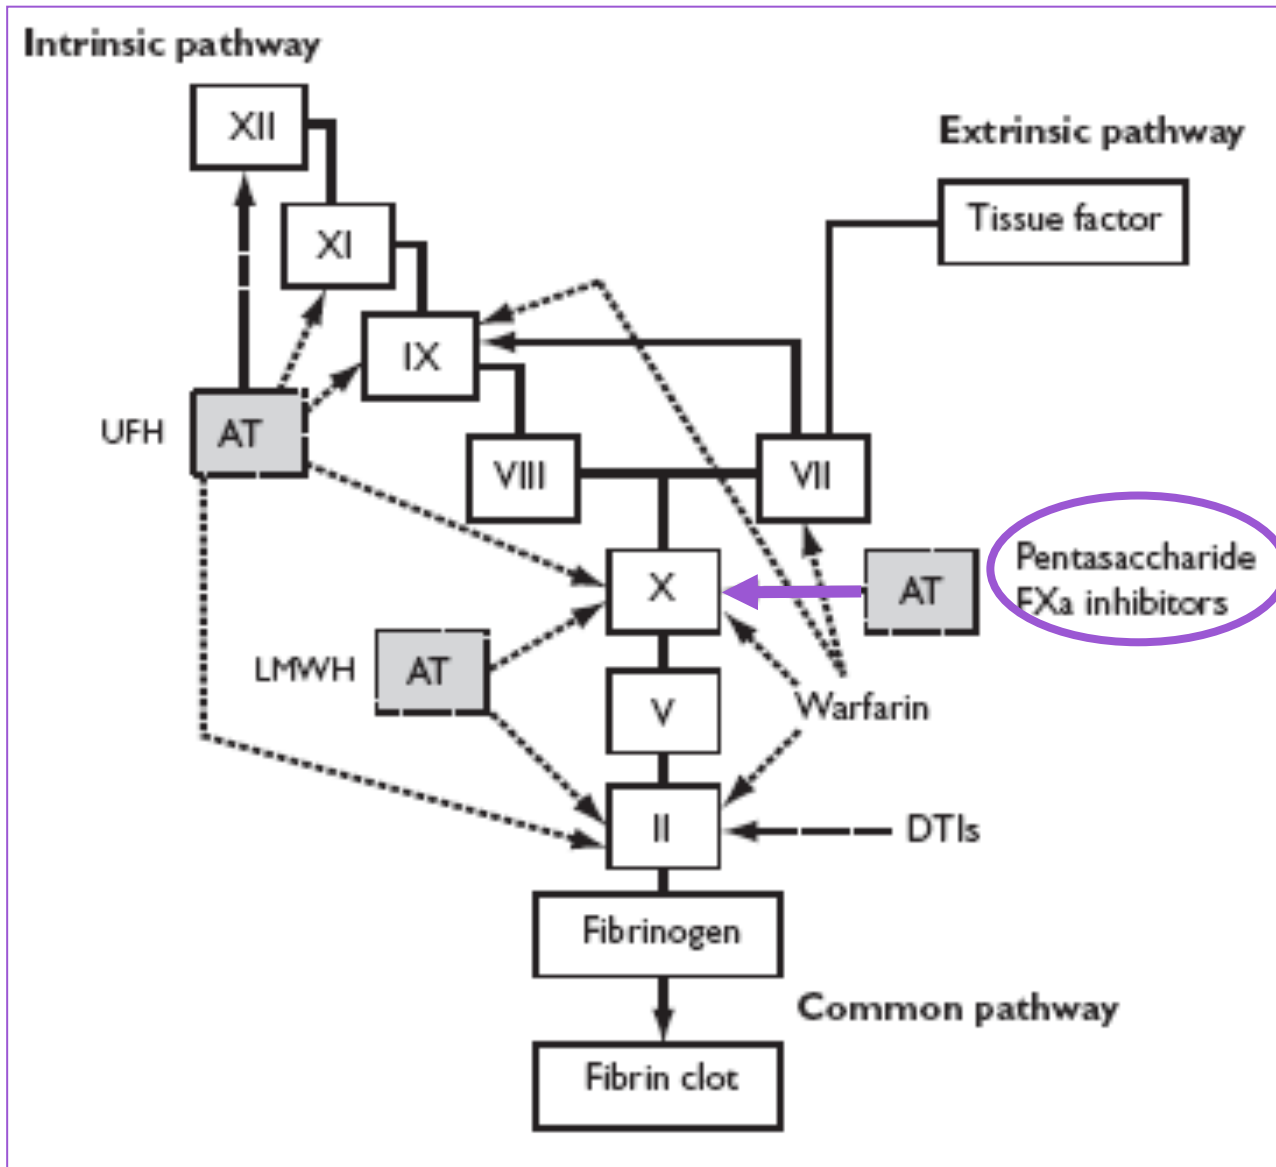 Intrinsic pathway
XII
Extrinsic pathway
Tissue factor
XI
IX
UFH
AT
VIII
VII
X
AT
Pentasaccharide
FXa inhibitors
LMWH
AT
V
Warfarin
II
DTIs
Fibrinogen
Common pathway
Fibrin clot